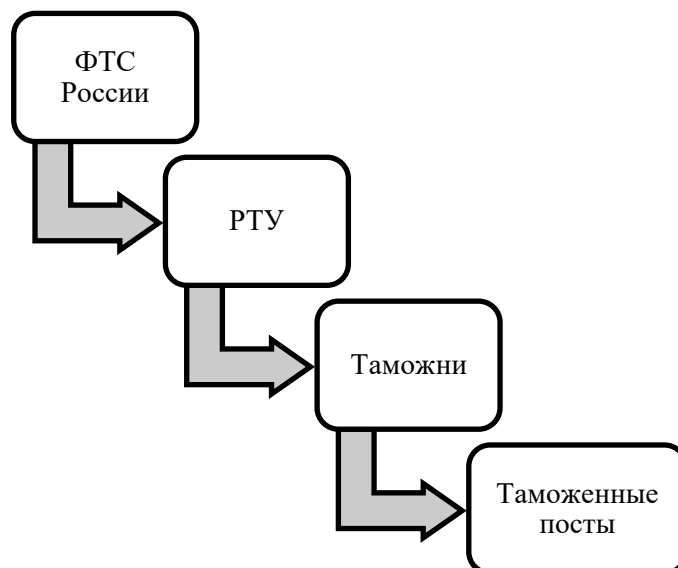 ФТС
России
РТУ
Таможни
Таможенные
посты